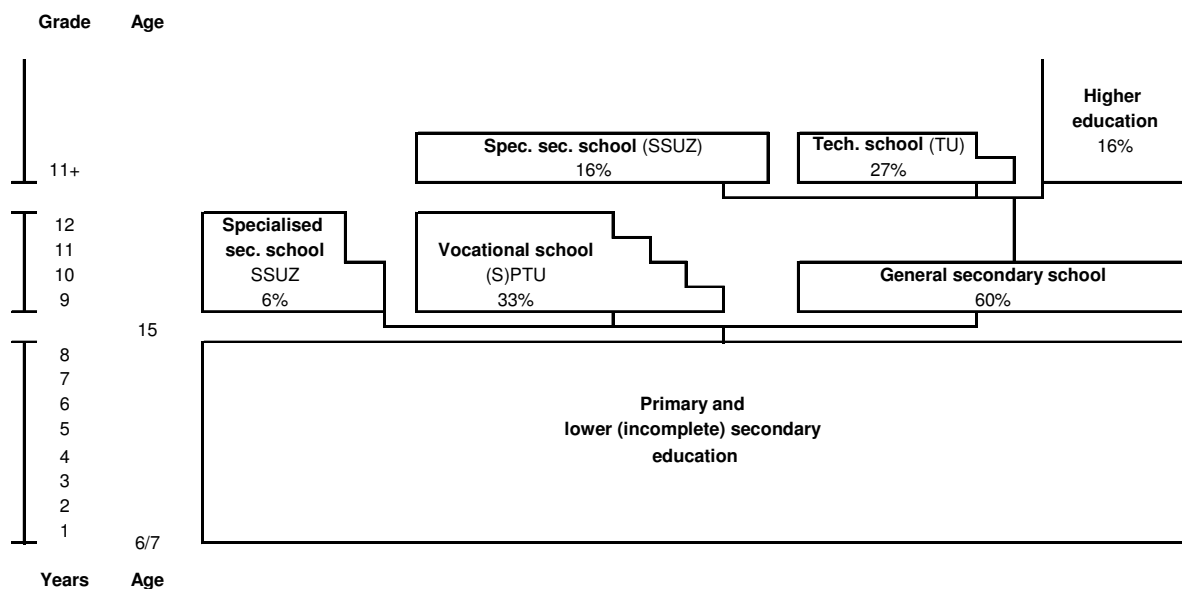 Grade Age
Higher
education
16%
Spec. sec. school (SSUZ)
16%
Tech. school (TU)
27%
11+
12
11
10
9
Specialised
sec. school
SSUZ
6%
Vocational school
(S)PTU
33%
General secondary school
60%
15
8
7
6
5
4
3
2
1
Primary and
lower (incomplete) secondary
education
6/7
Years Age